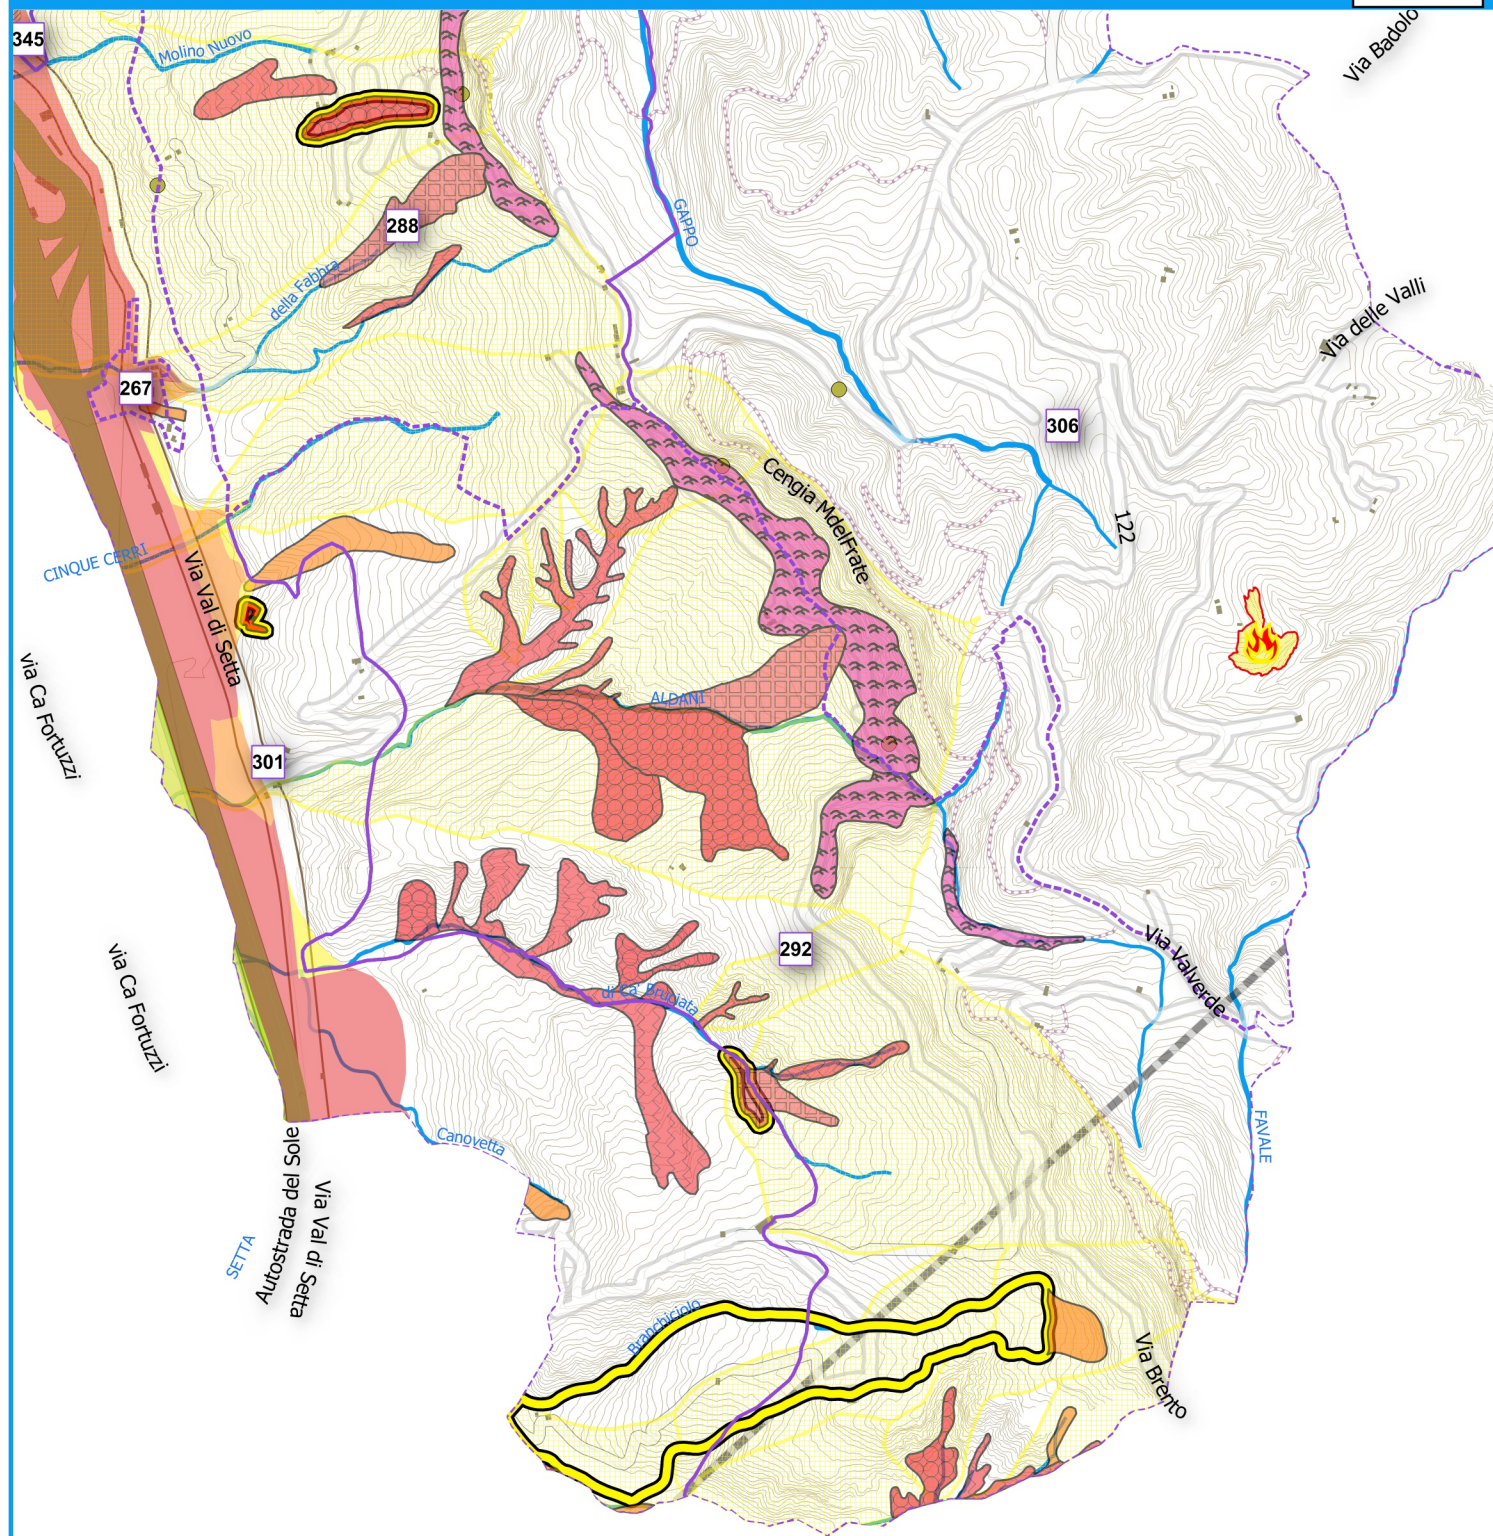 345
Molino Nuovo
Via Badolo
GAPPO
288
della Fabbra
Via delle Valli
267
306
Cengia MdelFrate
122
CINQUE CERRI
Via Val di Setta
via Ca Fortuzzi
ALDANI
301
292
Via Valverde
via Ca Fortuzzi
di Ca' Bruciata
FAVALE
Canovetta
SETTA
Autostrada del Sole
Via Val di Setta
Branchiciolo
Via Brento